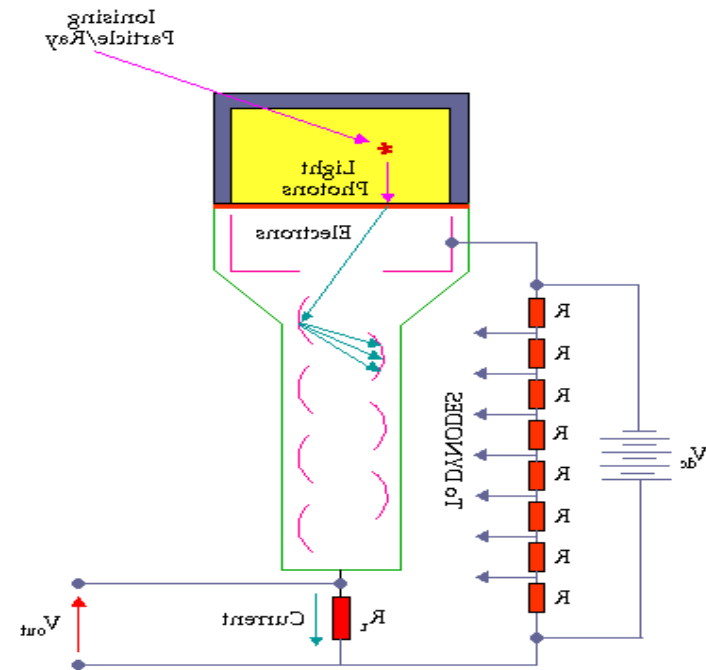 Ionising
Particle/Ray
Light
Photons
Electrons
R
R
R
R
R
R
R
R
To DYNODES
Vdc
RL
Current
Vout